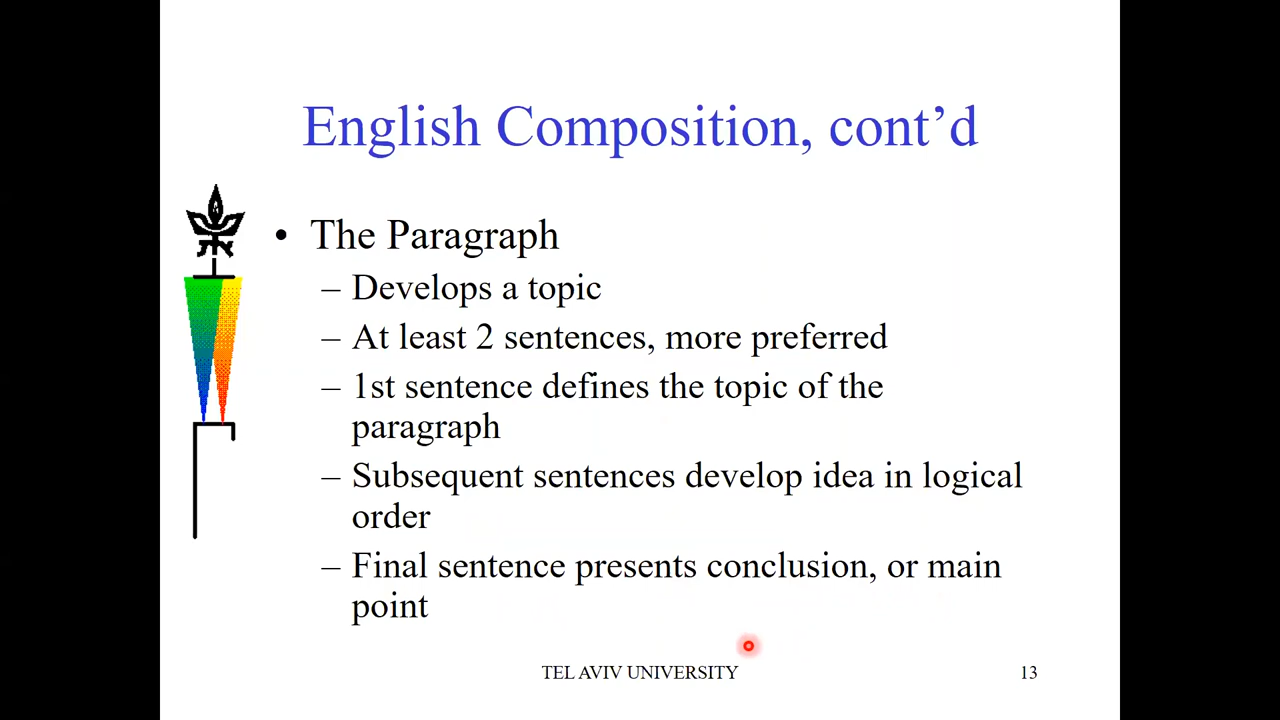 English Composition, cont’d
• The Paragraph
– Develops a topic
– At least 2 sentences, more preferred
– 1st sentence defines the topic of the
paragraph
– Subsequent sentences develop idea in logical
order
– Final sentence presents conclusion, or main
point
TEL AVIV UNIVERSITY
13